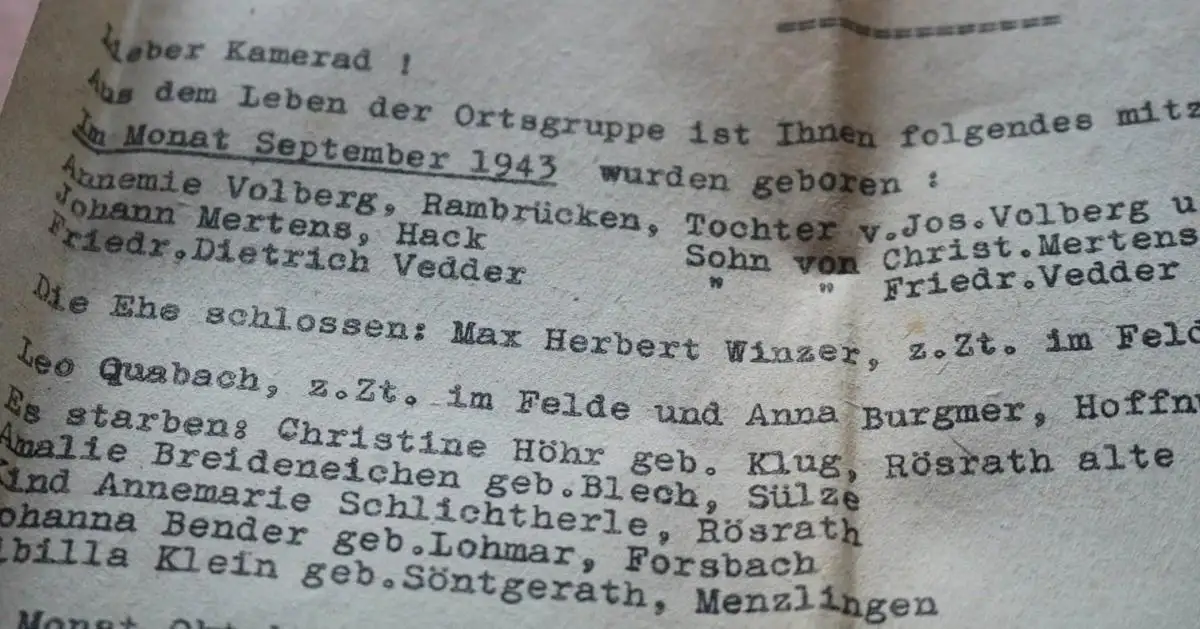 Lieber Kamerad !
Aus dem Leben der Ortsgruppe ist Ihnen folgendes mitz
Im Monat September 1943 wurden geboren :
Annemie Volberg, Rambrücken, Tochter v.Jos.Volberg u
Johann Mertens, Hack Sohn von Christ.Mertens
Friedr.Dietrich Vedder " " Friedr.Vedder
Die Ehe schlossen: Max Herbert Winzer, z.Zt. im Feld
Leo Quabach, z.Zt. im Felde und Anna Burgmer, Hoffnu
Es starben: Christine Höhr geb. Klug, Rösrath alte
Amalie Breideneichen geb.Blech, Sülze
Kind Annemarie Schlichtherle, Rösrath
ohanna Bender geb.Lohmar, Forsbach
ibilla Klein geb.Söntgerath, Menzlingen
Monat